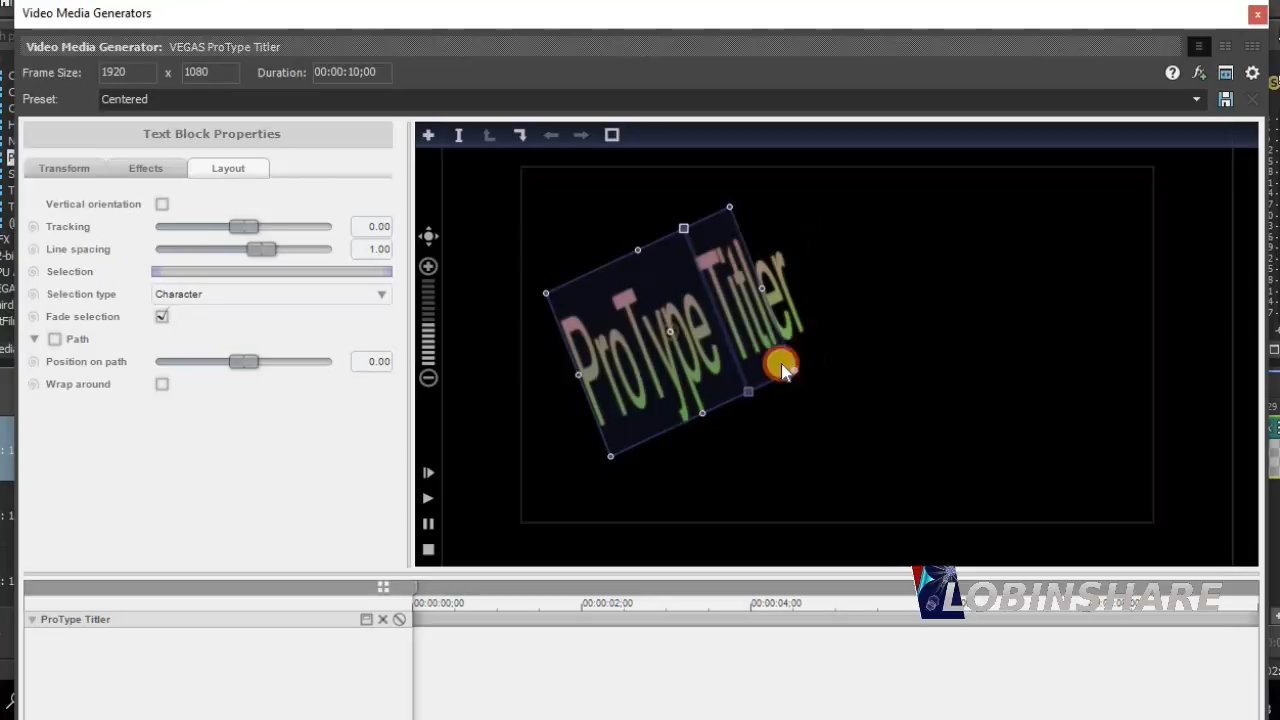 Video Media Generators
Video Media Generator: VEGAS ProType Titler
Frame Size: 1920 x 1080 Duration: 00:00:10;00
Preset: Centered
Text Block Properties
Transform Effects Layout
Vertical orientation
Tracking 0.00
Line spacing 1.00
Selection
Selection type Character
Fade selection
Path
Position on path 0.00
Wrap around
ProType Titler
00:00:00;00 00:00:02;00 00:00:04;00
LOBINSHARE
ProType Titler